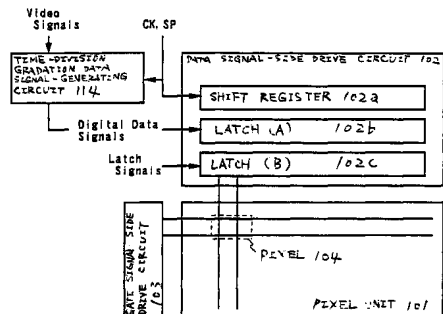 Video
Signals
CK, SP
TIME-DIVISION
GRADATION DATA
SIGNAL-GENERATING
CIRCUIT 114
DATA SIGNAL-SIDE DRIVE CIRCUIT 102
SHIFT REGISTER 102a
Digital Data
Signals
LATCH (A) 102b
Latch
Signals
LATCH (B) 102c
GATE SIGNAL SIDE
DRIVE CIRCUIT
103
PIXEL 104
PIXEL UNIT 101